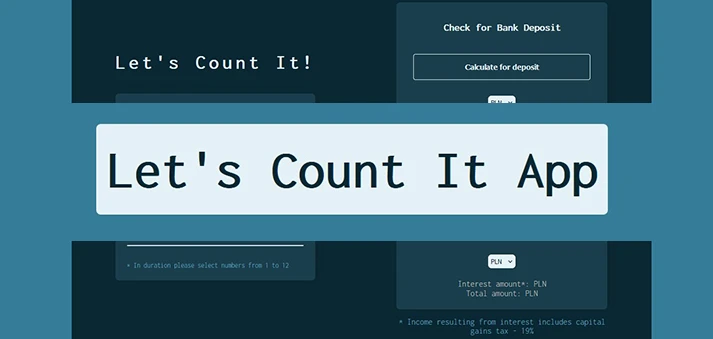 Check for Bank Deposit
Let's Count It!
Calculate for deposit
PLN
Let's Count It App
PLN
* In duration please select numbers from 1 to 12
Interest amount*: PLN
Total amount: PLN
* Income resulting from interest includes capital
gains tax - 19%